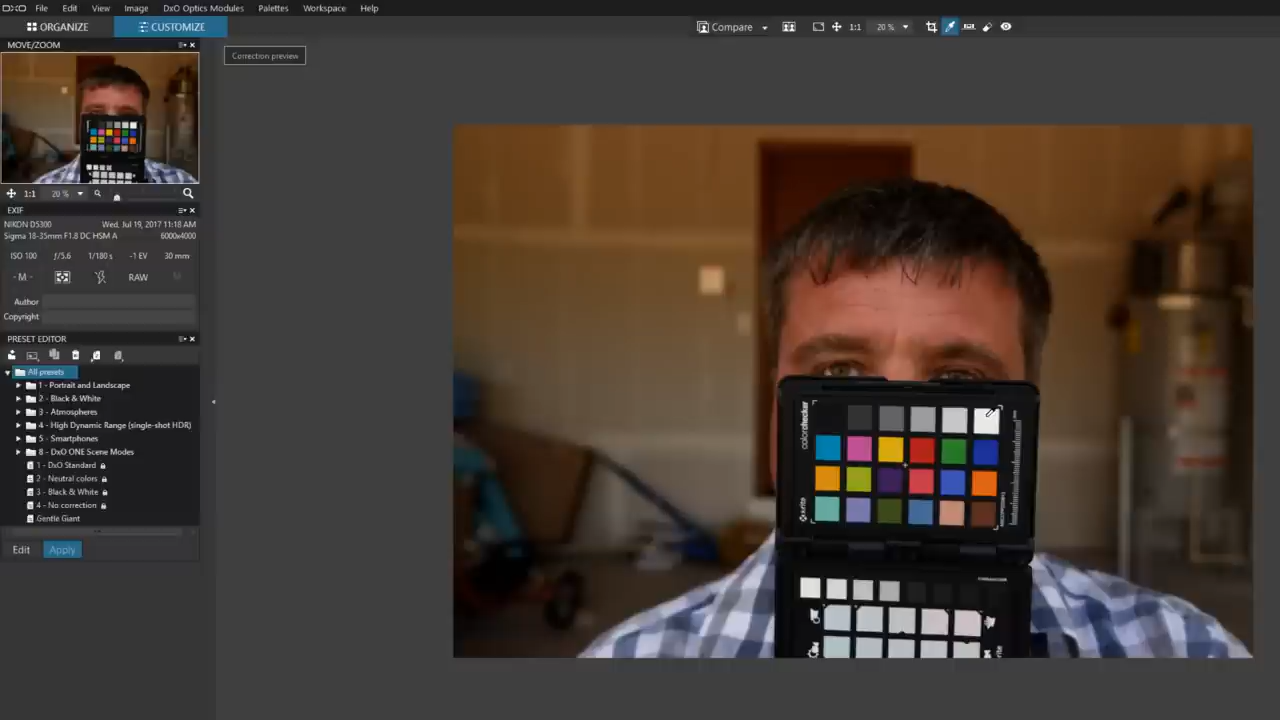 DXO File Edit View Image DxO Optics Modules Palettes Workspace Help
ORGANIZE CUSTOMIZE Compare 1:1 20 %
MOVE/ZOOM
Correction preview
1:1 20 %
EXIF
NIKON D5300 Wed, Jul 19, 2017 11:18 AM
Sigma 18-35mm F1.8 DC HSM A 6000x4000
ISO 100 ƒ/5.6 1/180 s -1 EV 30 mm
- M - RAW
Author
Copyright
PRESET EDITOR
All presets
1 - Portrait and Landscape
2 - Black & White
3 - Atmospheres
4 - High Dynamic Range (single-shot HDR)
5 - Smartphones
8 - DxO ONE Scene Modes
1 - DxO Standard
2 - Neutral colors
3 - Black & White
4 - No correction
Gentle Giant
Edit Apply
colorchecker
x-rite